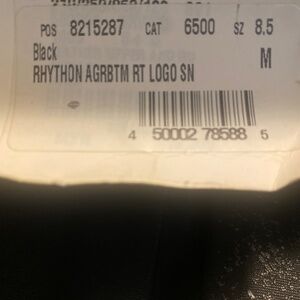 POS 8215287 CAT 6500 SZ 8.5
Black M
RHYTHON AGRBTM RT LOGO SN
4 50002 78588 5